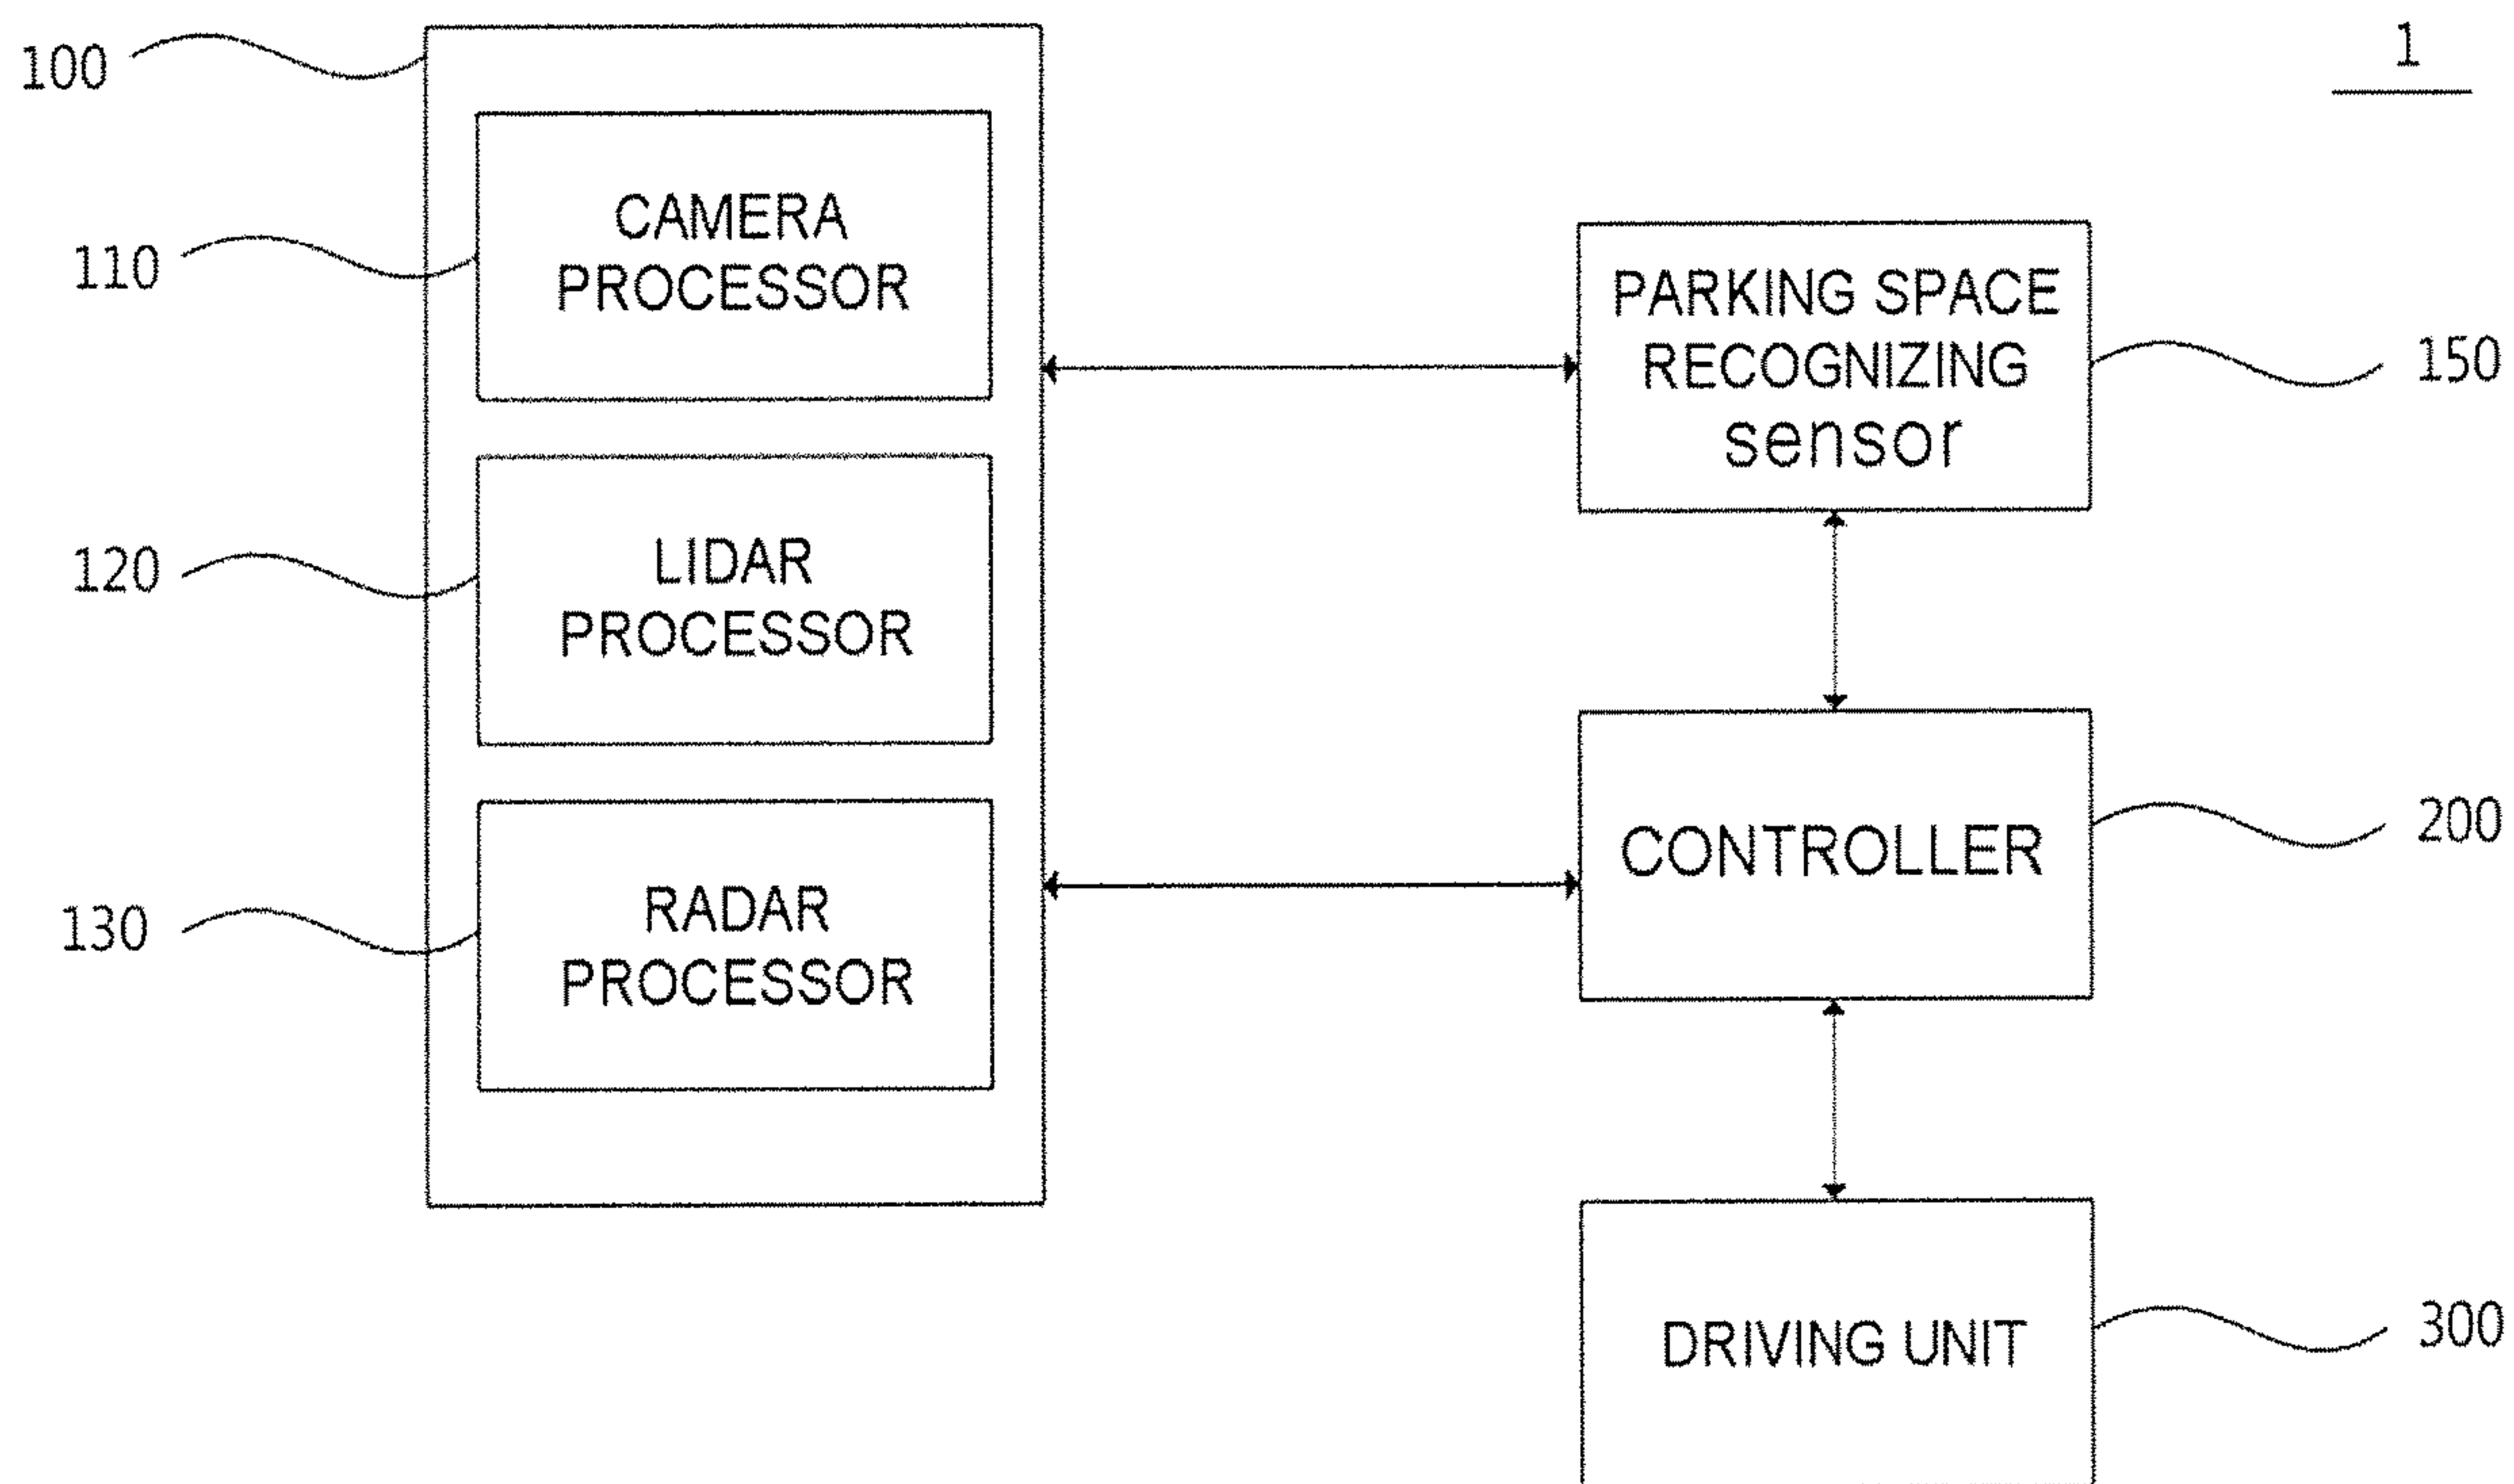 1
100
110
CAMERA
PROCESSOR
120
LIDAR
PROCESSOR
130
RADAR
PROCESSOR
PARKING SPACE
RECOGNIZING
sensor
150
CONTROLLER
200
DRIVING UNIT
300